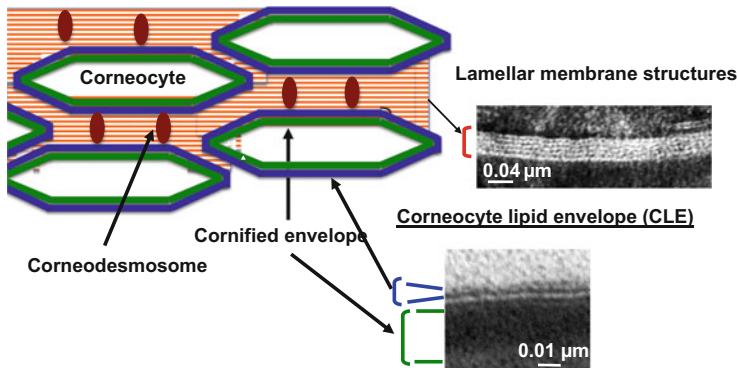 Corneocyte
Lamellar membrane structures
0.04 µm
Corneocyte lipid envelope (CLE)
Cornified envelope
Corneodesmosome
0.01 µm